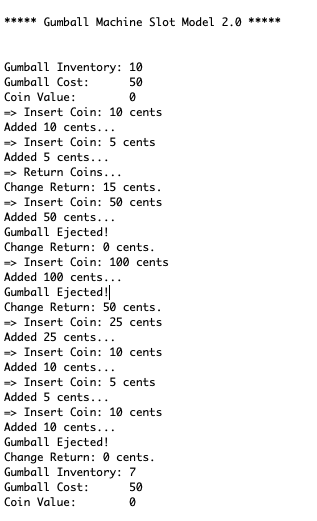 ***** Gumball Machine Slot Model 2.0 *****
Gumball Inventory: 10
Gumball Cost: 50
Coin Value: 0
=> Insert Coin: 10 cents
Added 10 cents...
=> Insert Coin: 5 cents
Added 5 cents...
=> Return Coins...
Change Return: 15 cents.
=> Insert Coin: 50 cents
Added 50 cents...
Gumball Ejected!
Change Return: 0 cents.
=> Insert Coin: 100 cents
Added 100 cents...
Gumball Ejected!
Change Return: 50 cents.
=> Insert Coin: 25 cents
Added 25 cents...
=> Insert Coin: 10 cents
Added 10 cents...
=> Insert Coin: 5 cents
Added 5 cents...
=> Insert Coin: 10 cents
Added 10 cents...
Gumball Ejected!
Change Return: 0 cents.
Gumball Inventory: 7
Gumball Cost: 50
Coin Value: 0